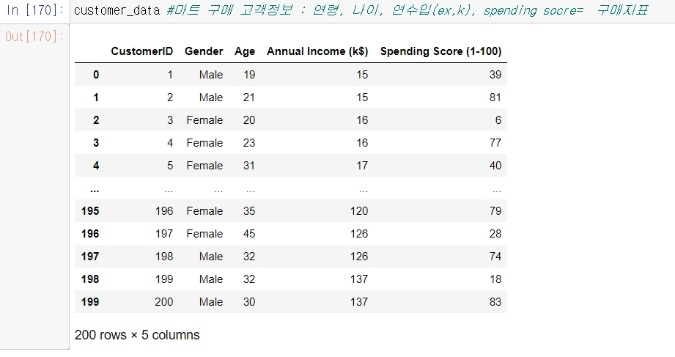 In [170]: customer_data #마트 구매 고객정보 : 연령, 나이, 연수입(ex,k), spending socre=  구매지표
Out[170]:
CustomerID Gender Age Annual Income (k$) Spending Score (1-100)
0 1 Male 19 15 39
1 2 Male 21 15 81
2 3 Female 20 16 6
3 4 Female 23 16 77
4 5 Female 31 17 40
... ... ... ... ... ...
195 196 Female 35 120 79
196 197 Female 45 126 28
197 198 Male 32 126 74
198 199 Male 32 137 18
199 200 Male 30 137 83
200 rows × 5 columns